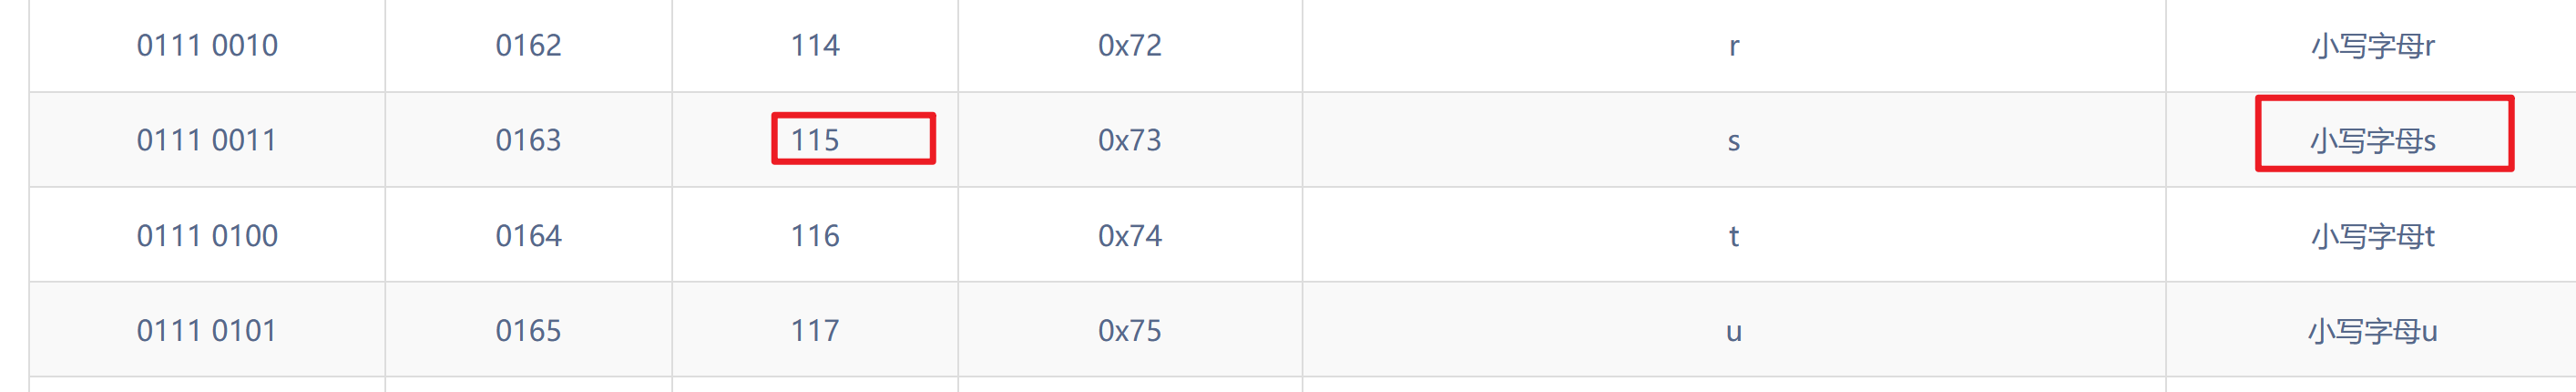 0111 0010 0162 114 0x72 r 小写字母r
0111 0011 0163 115 0x73 s 小写字母s
0111 0100 0164 116 0x74 t 小写字母t
0111 0101 0165 117 0x75 u 小写字母u